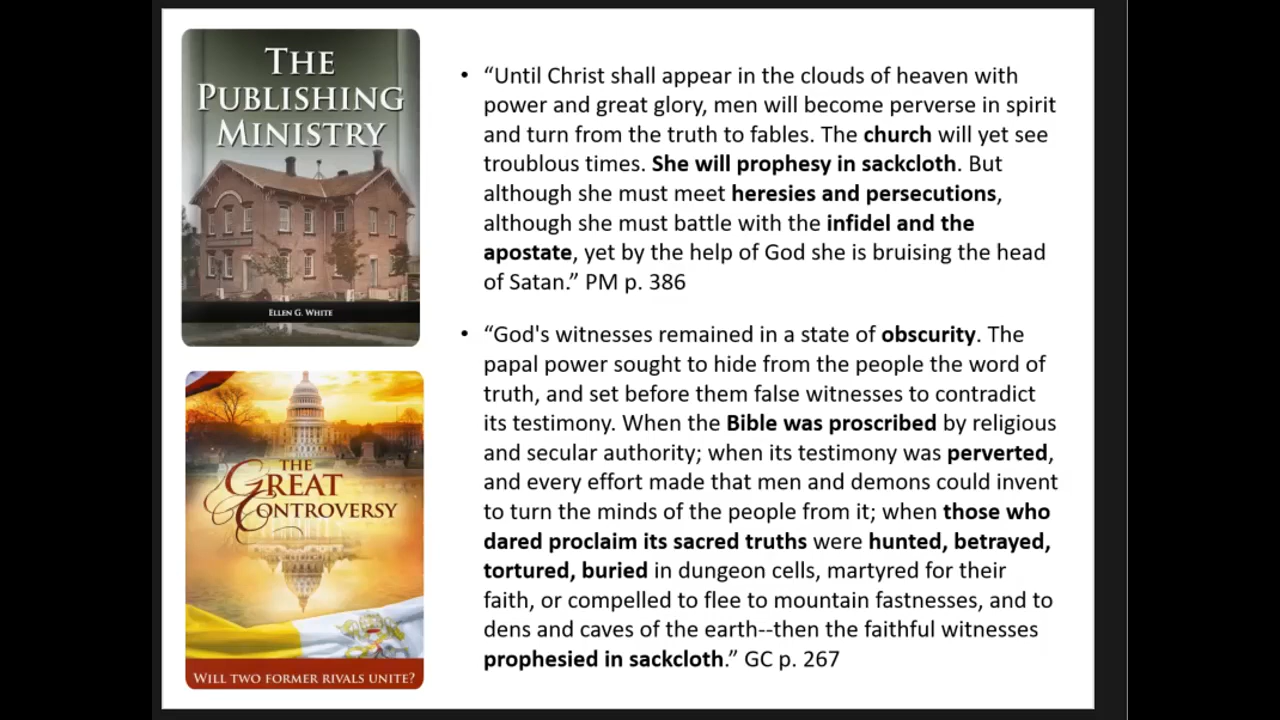 THE
PUBLISHING
MINISTRY
ELLEN G. WHITE
• “Until Christ shall appear in the clouds of heaven with
power and great glory, men will become perverse in spirit
and turn from the truth to fables. The church will yet see
troublous times. She will prophesy in sackcloth. But
although she must meet heresies and persecutions,
although she must battle with the infidel and the
apostate, yet by the help of God she is bruising the head
of Satan.” PM p. 386
THE
GREAT
CONTROVERSY
WILL TWO FORMER RIVALS UNITE?
• “God's witnesses remained in a state of obscurity. The
papal power sought to hide from the people the word of
truth, and set before them false witnesses to contradict
its testimony. When the Bible was proscribed by religious
and secular authority; when its testimony was perverted,
and every effort made that men and demons could invent
to turn the minds of the people from it; when those who
dared proclaim its sacred truths were hunted, betrayed,
tortured, buried in dungeon cells, martyred for their
faith, or compelled to flee to mountain fastnesses, and to
dens and caves of the earth--then the faithful witnesses
prophesied in sackcloth.” GC p. 267